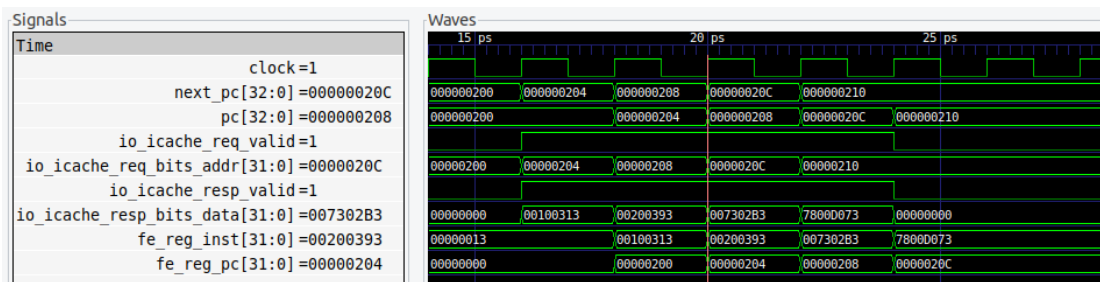 Signals Waves
Time 15 ps 20 ps 25 ps
clock=1
next_pc[32:0]=00000020C 000000200 000000204 000000208 00000020C 000000210
pc[32:0]=000000208 000000200 000000204 000000208 00000020C 000000210
io_icache_req_valid=1
io_icache_req_bits_addr[31:0]=0000020C 00000200 00000204 00000208 0000020C 00000210
io_icache_resp_valid=1
io_icache_resp_bits_data[31:0]=007302B3 00000000 00100313 00200393 007302B3 7800D073 00000000
fe_reg_inst[31:0]=00200393 00000013 00100313 00200393 007302B3 7800D073
fe_reg_pc[31:0]=00000204 00000000 00000200 00000204 00000208 0000020C